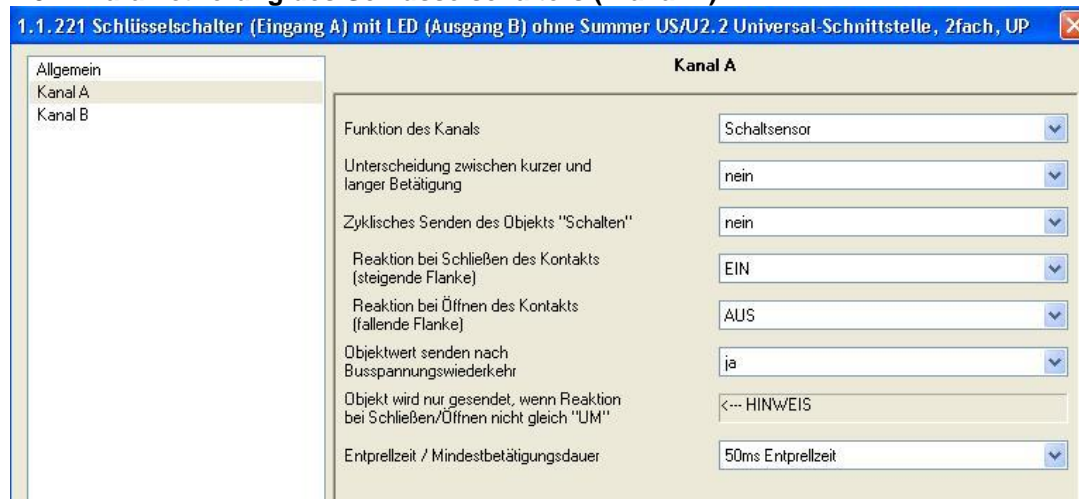 1.1.221 Schlüsselschalter (Eingang A) mit LED (Ausgang B) ohne Summer US/U2.2 Universal-Schnittstelle, 2fach, UP
Allgemein
Kanal A
Kanal B
Kanal A
Funktion des Kanals
Schaltsensor
Unterscheidung zwischen kurzer und
langer Betätigung
nein
Zyklisches Senden des Objekts "Schalten"
nein
Reaktion bei Schließen des Kontakts
(steigende Flanke)
EIN
Reaktion bei Öffnen des Kontakts
(fallende Flanke)
AUS
Objektwert senden nach
Busspannungswiederkehr
ja
Objekt wird nur gesendet, wenn Reaktion
bei Schließen/Öffnen nicht gleich "UM"
<--- HINWEIS
Entprellzeit / Mindestbetätigungsdauer
50ms Entprellzeit